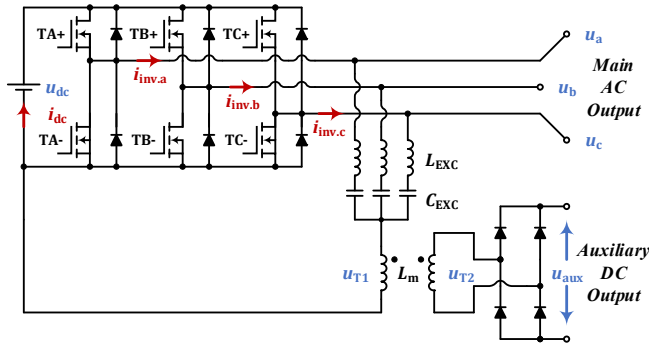 TA+
TB+
TC+
u_a
i_inv.a
u_dc
i_dc
i_inv.b
u_b
Main
AC
Output
TA-
TB-
TC-
i_inv.c
u_c
L_EXC
C_EXC
u_T1
L_m
u_T2
u_aux
Auxiliary
DC
Output